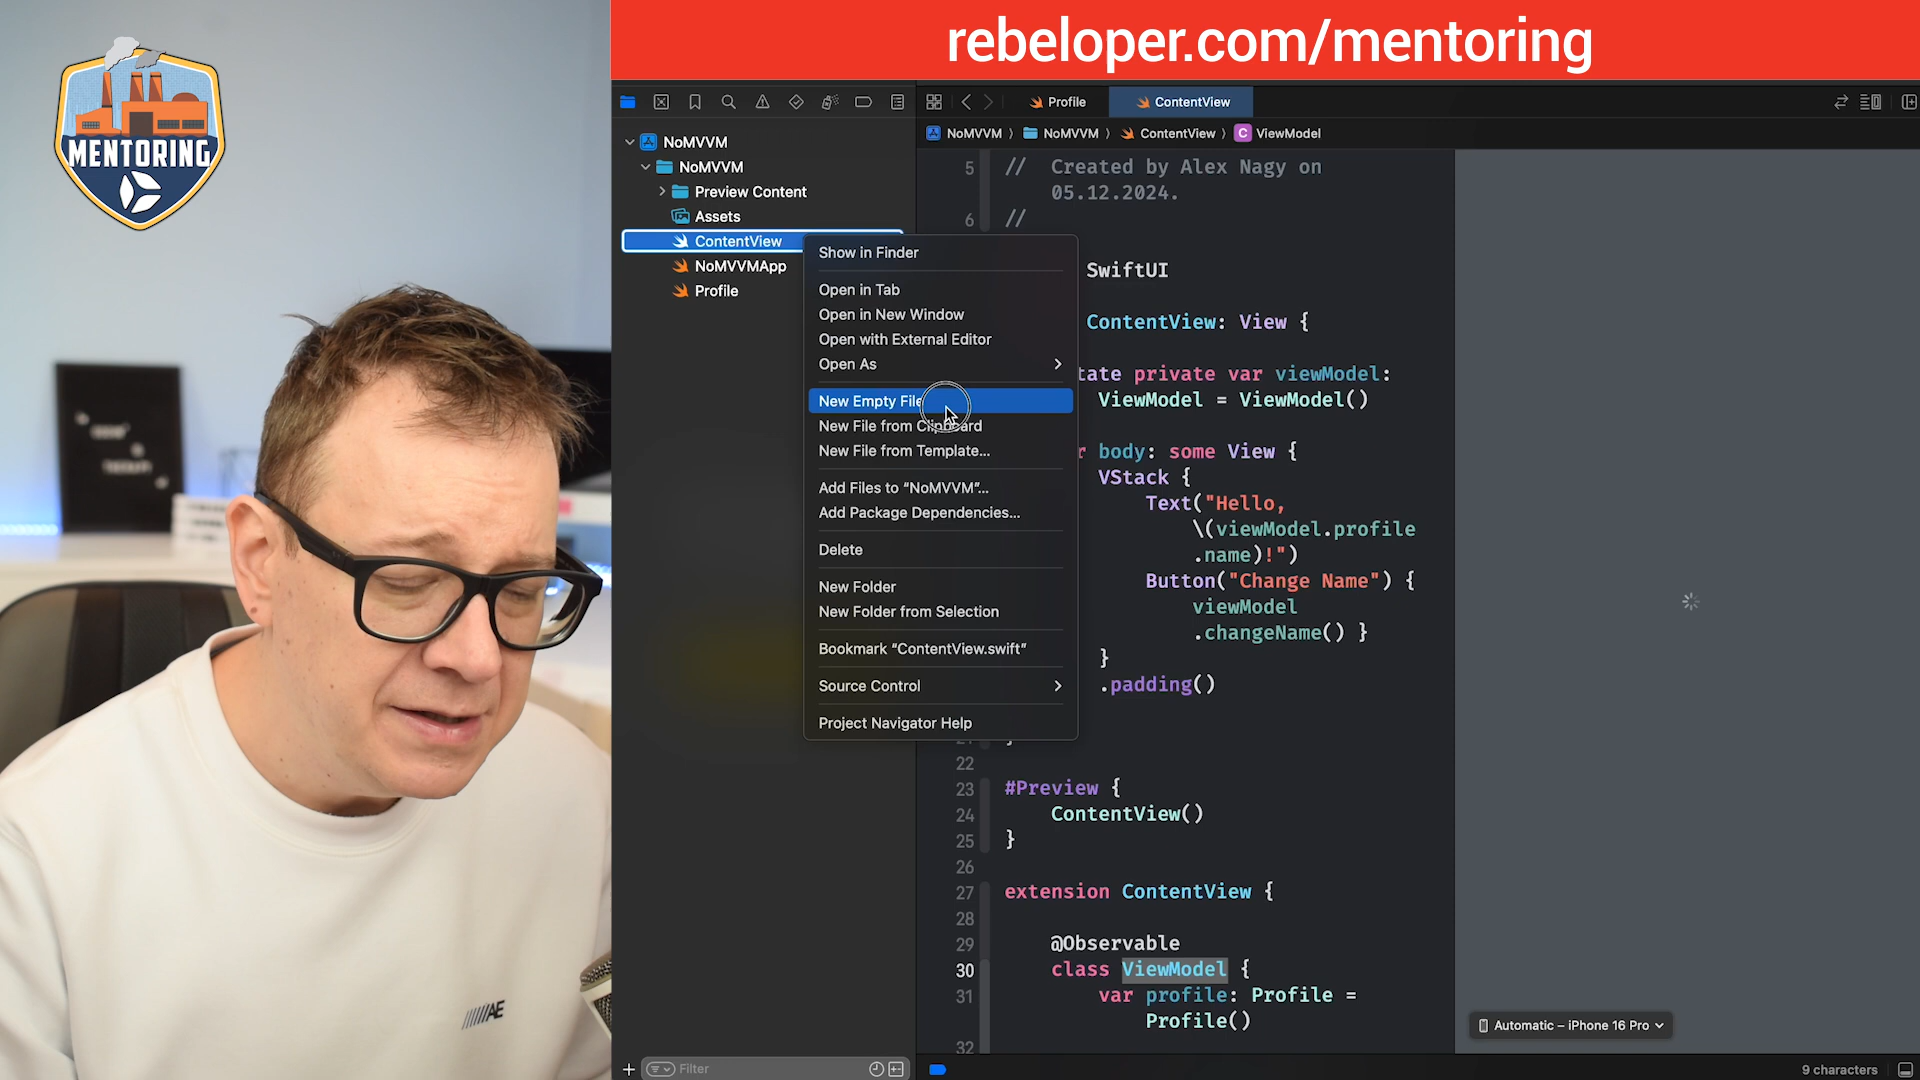 rebeloper.com/mentoring
MENTORING
Profile
ContentView
NoMVVM
NoMVVM
ContentView
ViewModel
NoMVVM
NoMVVM
Preview Content
Assets
ContentView
NoMVVMApp
Profile
Show in Finder
Open in Tab
Open in New Window
Open with External Editor
Open As
New Empty File
New File from Clipboard
New File from Template...
Add Files to “NoMVVM”...
Add Package Dependencies...
Delete
New Folder
New Folder from Selection
Bookmark “ContentView.swift”
Source Control
Project Navigator Help
5 // Created by Alex Nagy on
05.12.2024.
6 //
SwiftUI
ContentView: View {
tate private var viewModel:
ViewModel = ViewModel()
r body: some View {
VStack {
Text("Hello,
\(viewModel.profile
.name)!")
Button("Change Name") {
viewModel
.changeName() }
}
.padding()
22
23 #Preview {
24 ContentView()
25 }
26
27 extension ContentView {
28
29 @Observable
30 class ViewModel {
31 var profile: Profile =
Profile()
32
AE
Automatic – iPhone 16 Pro
Filter
9 characters